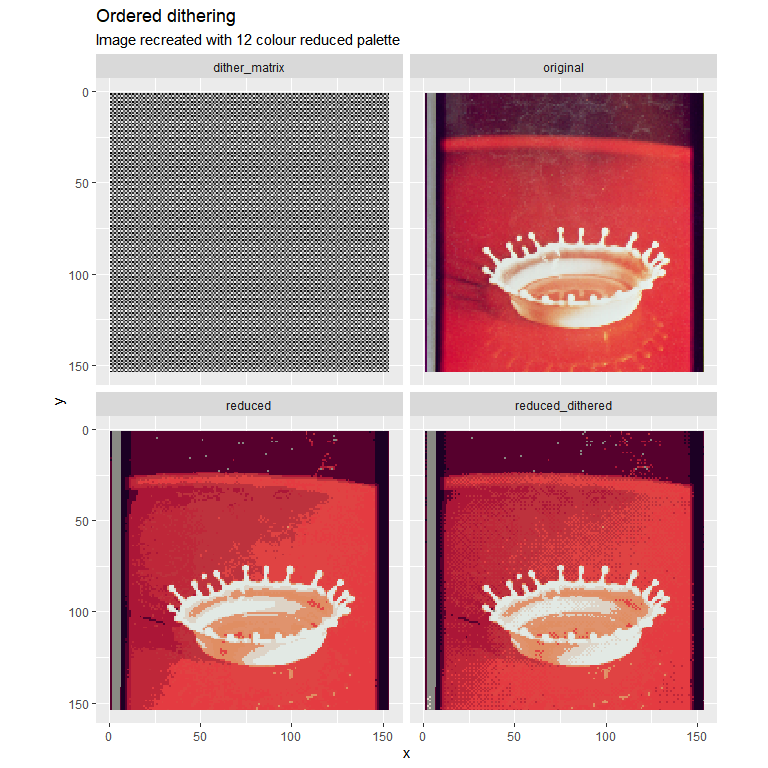 Ordered dithering
Image recreated with 12 colour reduced palette
dither_matrix
original
0
50
100
150
y
reduced
reduced_dithered
0
50
100
150
0 50 100 150
0 50 100 150
x